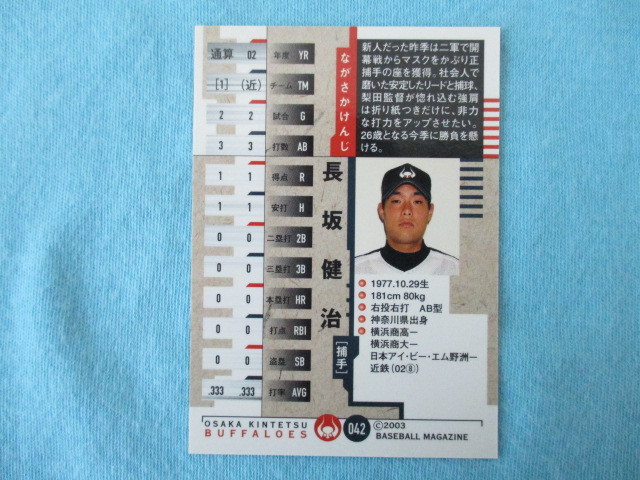 新人だった昨季は二軍で開
幕戦からマスクをかぶり正
捕手の座を獲得。社会人で
磨いた安定したリードと捕球、
梨田監督が惚れ込む強肩
は折り紙つきだけに、非力
な打力をアップさせたい。
26歳となる今季に勝負を懸
ける。
ながさかけんじ
長坂健治
[捕手]
通算 02 年度 YR
[1] (近) チーム TM
2 2 試合 G
3 3 打数 AB
1 1 得点 R
1 1 安打 H
0 0 二塁打 2B
0 0 三塁打 3B
0 0 本塁打 HR
0 0 打点 RBI
0 0 盗塁 SB
.333 .333 打率 AVG
1977.10.29生
181cm 80kg
右投右打 AB型
神奈川県出身
横浜商高ー
横浜商大ー
日本アイ・ビー・エム野洲ー
近鉄(02⑧)
OSAKA KINTETSU
BUFFALOES
042
©2003
BASEBALL MAGAZINE